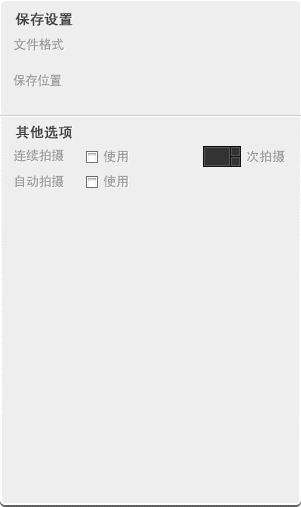 保存设置
文件格式
保存位置
其他选项
连续拍摄 使用 次拍摄
自动拍摄 使用